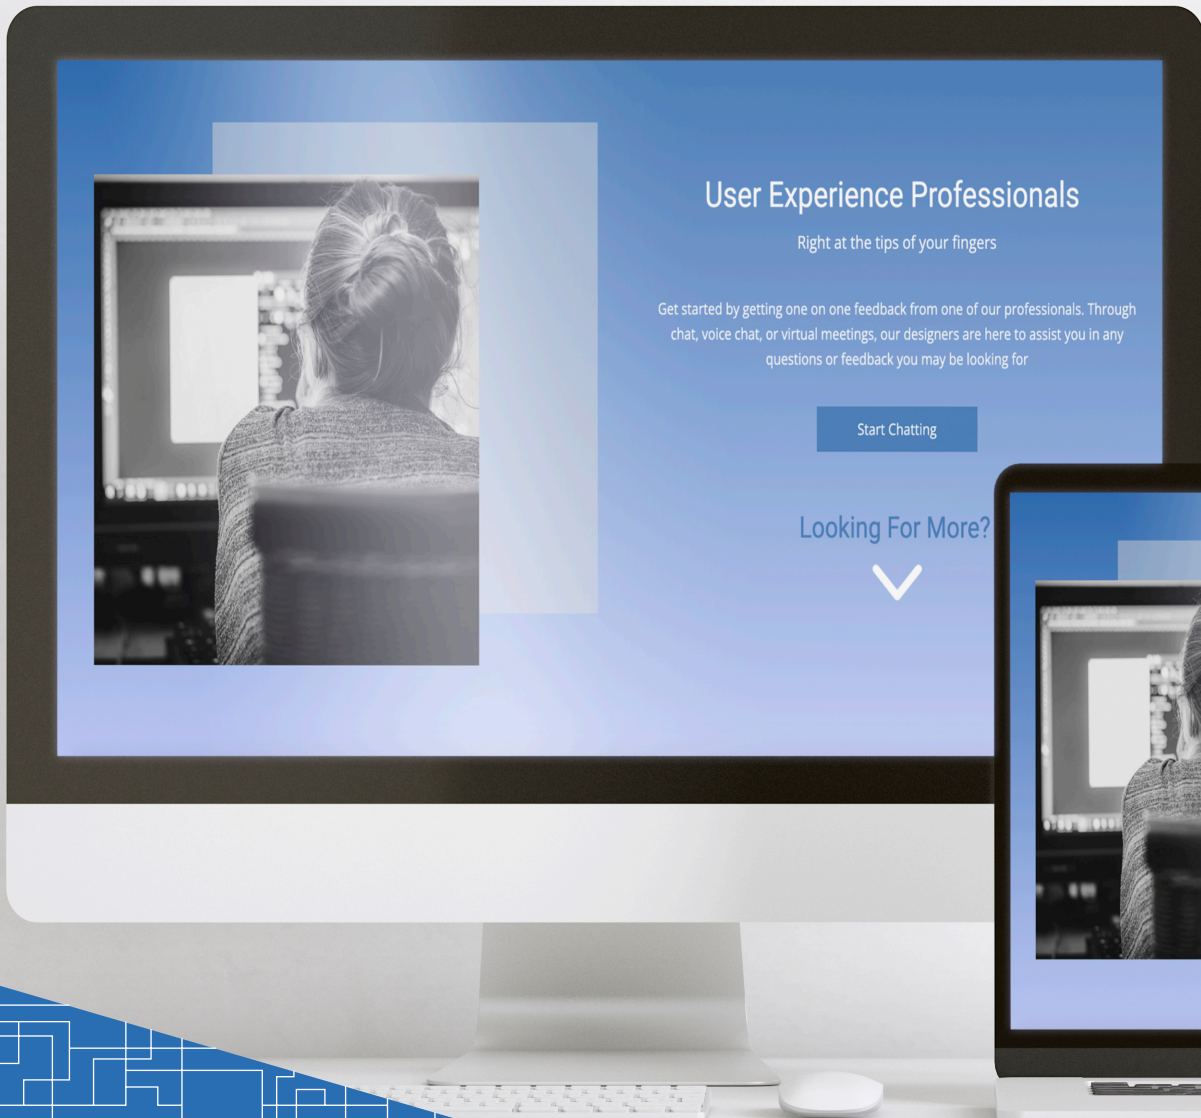 User Experience Professionals
Right at the tips of your fingers
Get started by getting one on one feedback from one of our professionals. Through
chat, voice chat, or virtual meetings, our designers are here to assist you in any
questions or feedback you may be looking for
Start Chatting
Looking For More?